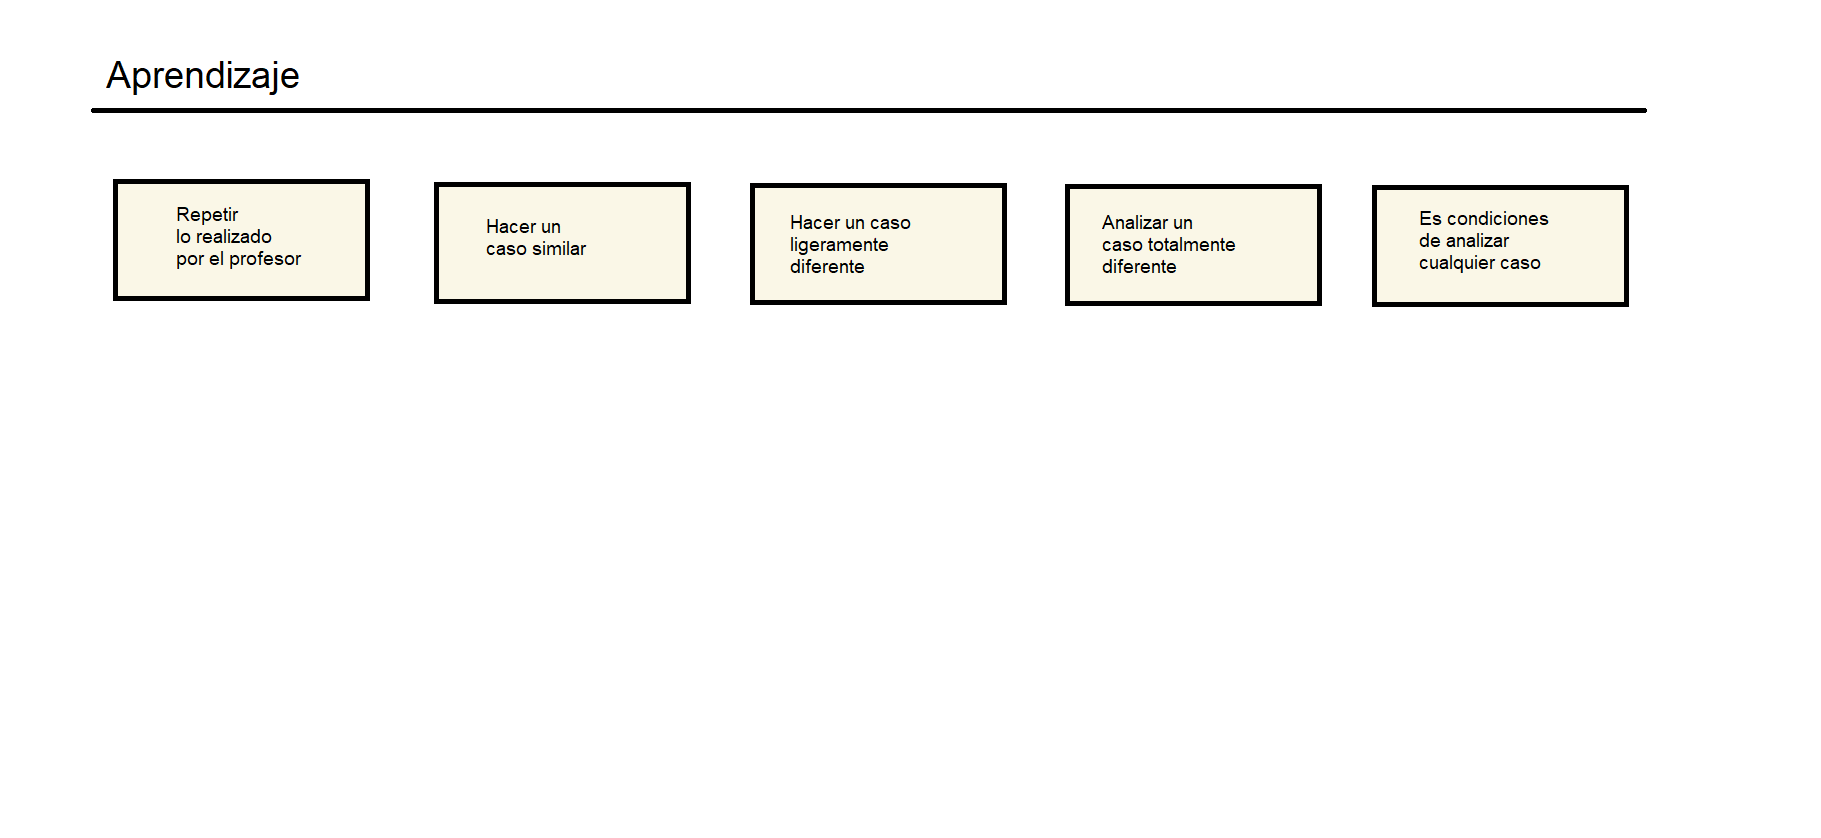 Aprendizaje
Repetir
lo realizado
por el profesor
Hacer un
caso similar
Hacer un caso
ligeramente
diferente
Analizar un
caso totalmente
diferente
Es condiciones
de analizar
cualquier caso